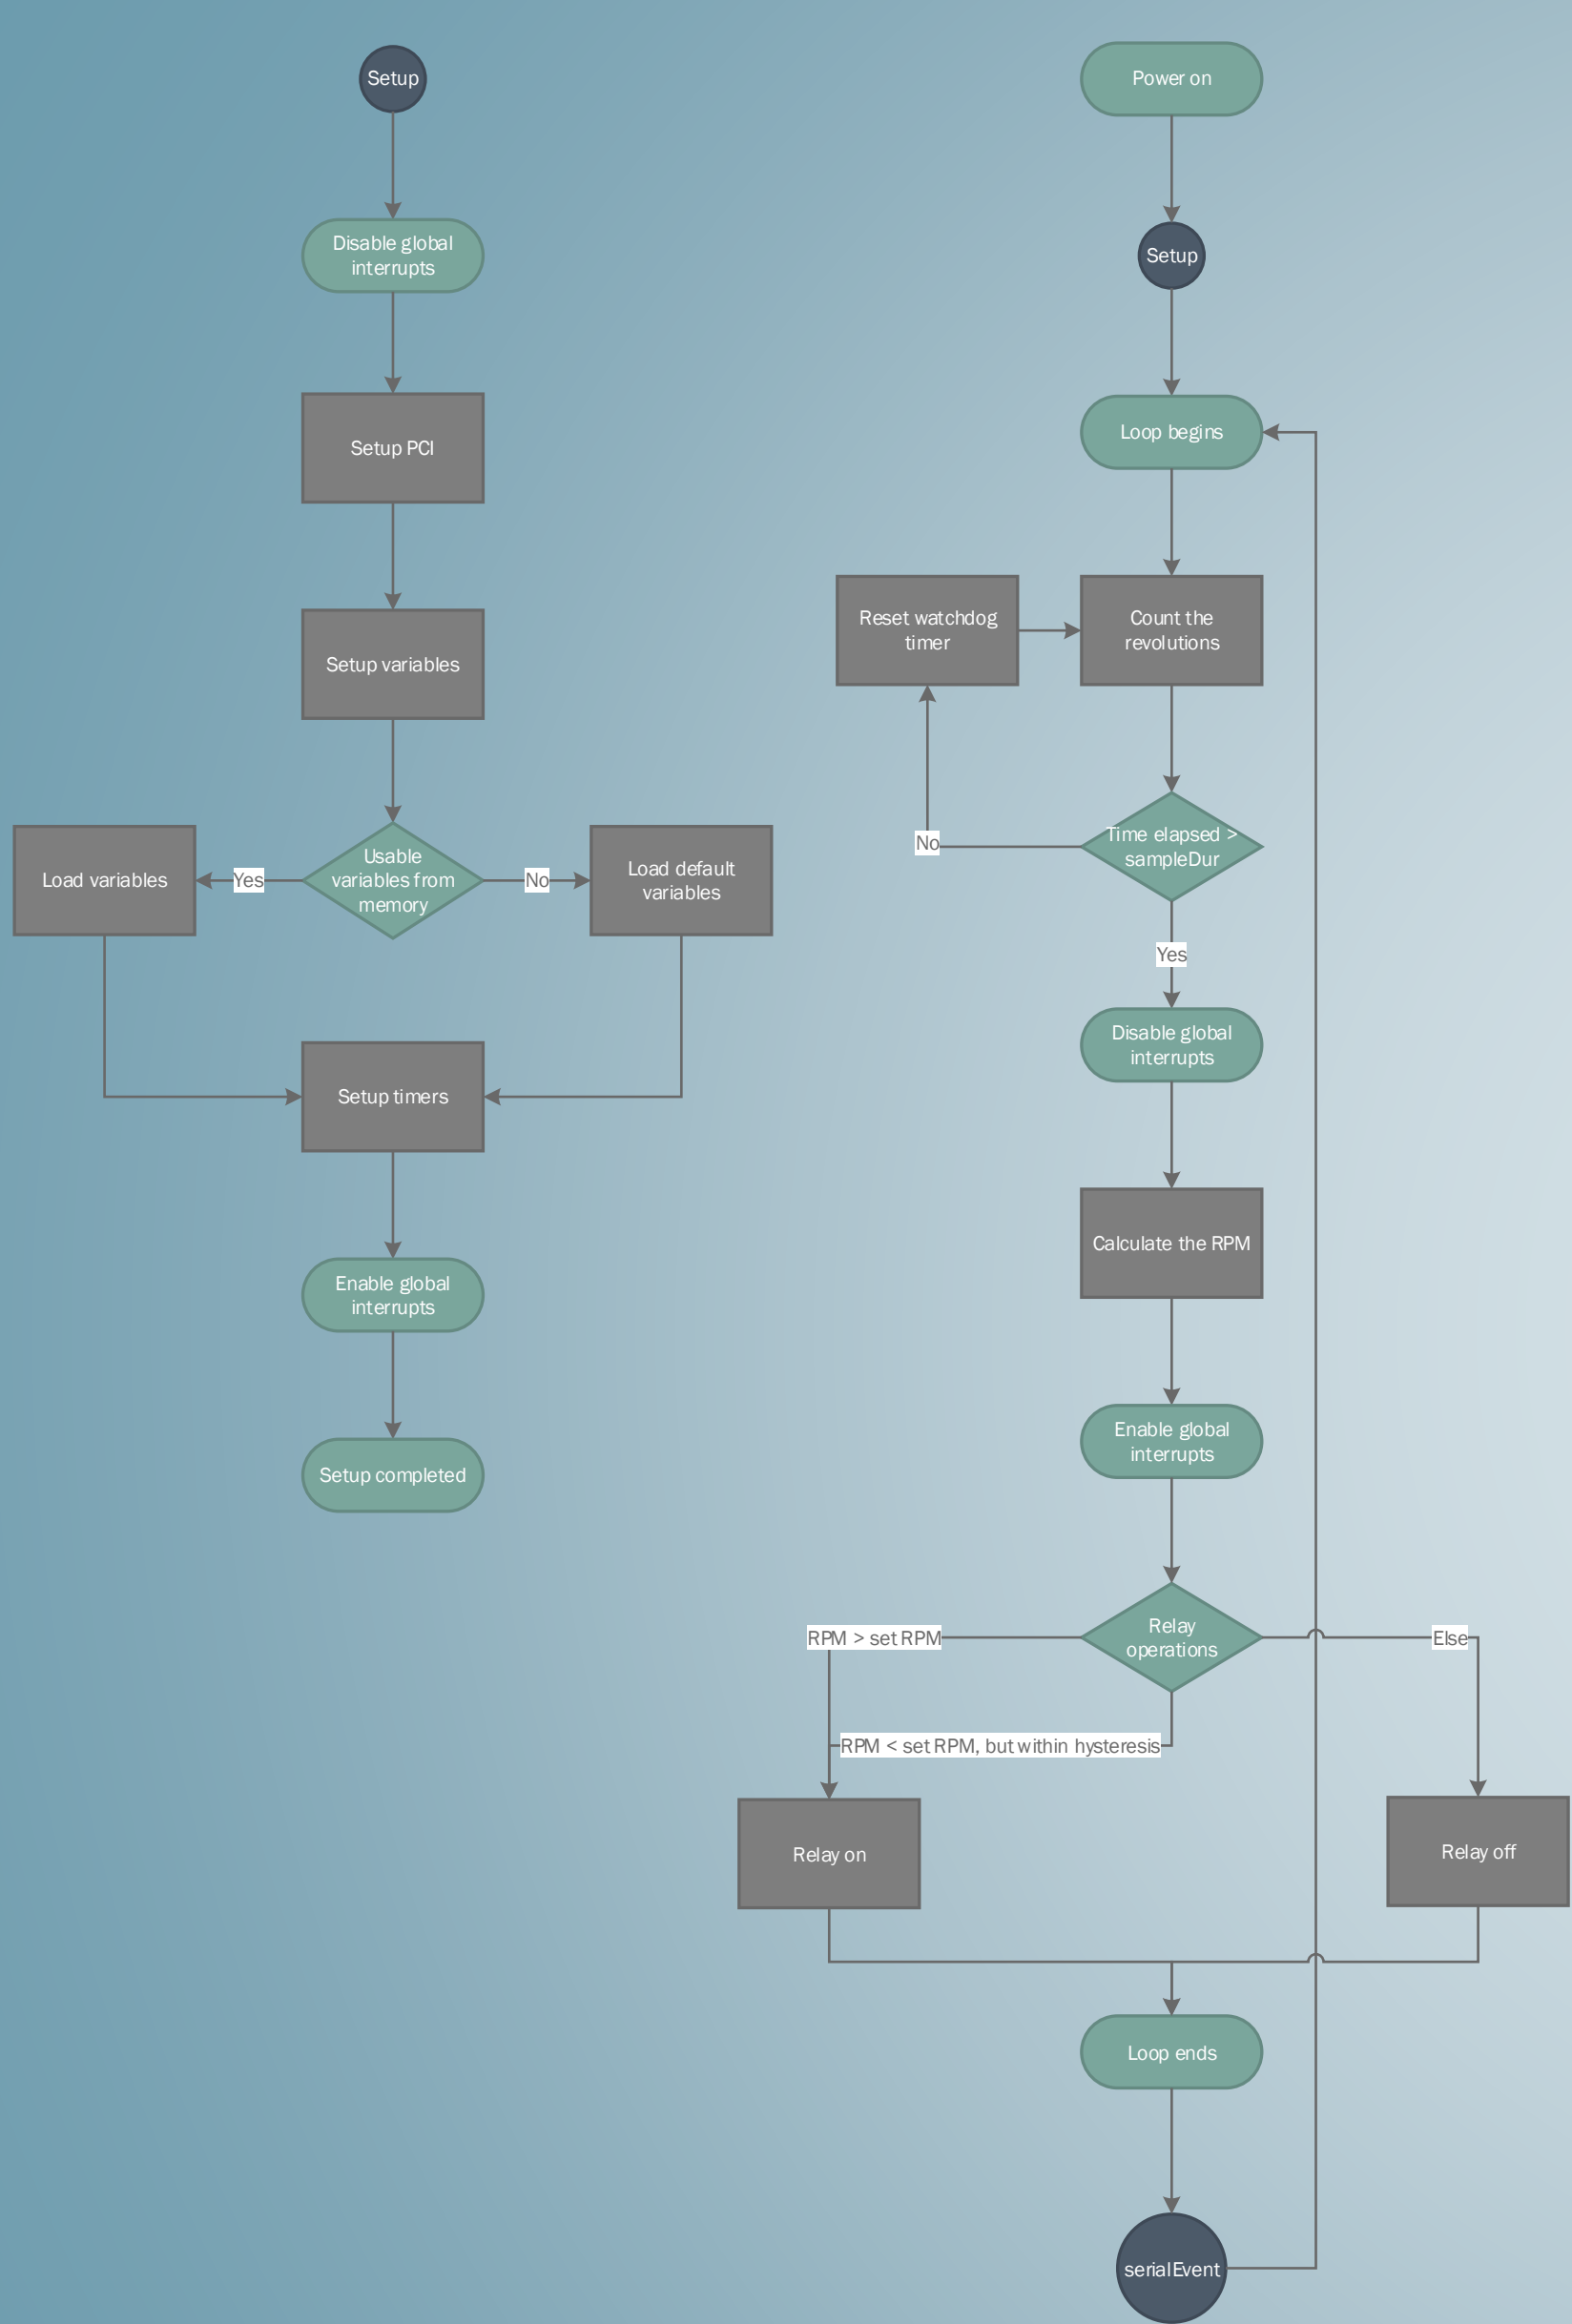 Setup
Disable global
interrupts
Setup PCI
Setup variables
Usable
variables from
memory
Yes
No
Load variables
Load default
variables
Setup timers
Enable global
interrupts
Setup completed
Power on
Setup
Loop begins
Reset watchdog
timer
Count the
revolutions
Time elapsed >
sampleDur
No
Yes
Disable global
interrupts
Calculate the RPM
Enable global
interrupts
Relay
operations
RPM > set RPM
Else
RPM < set RPM, but within hysteresis
Relay on
Relay off
Loop ends
serialEvent